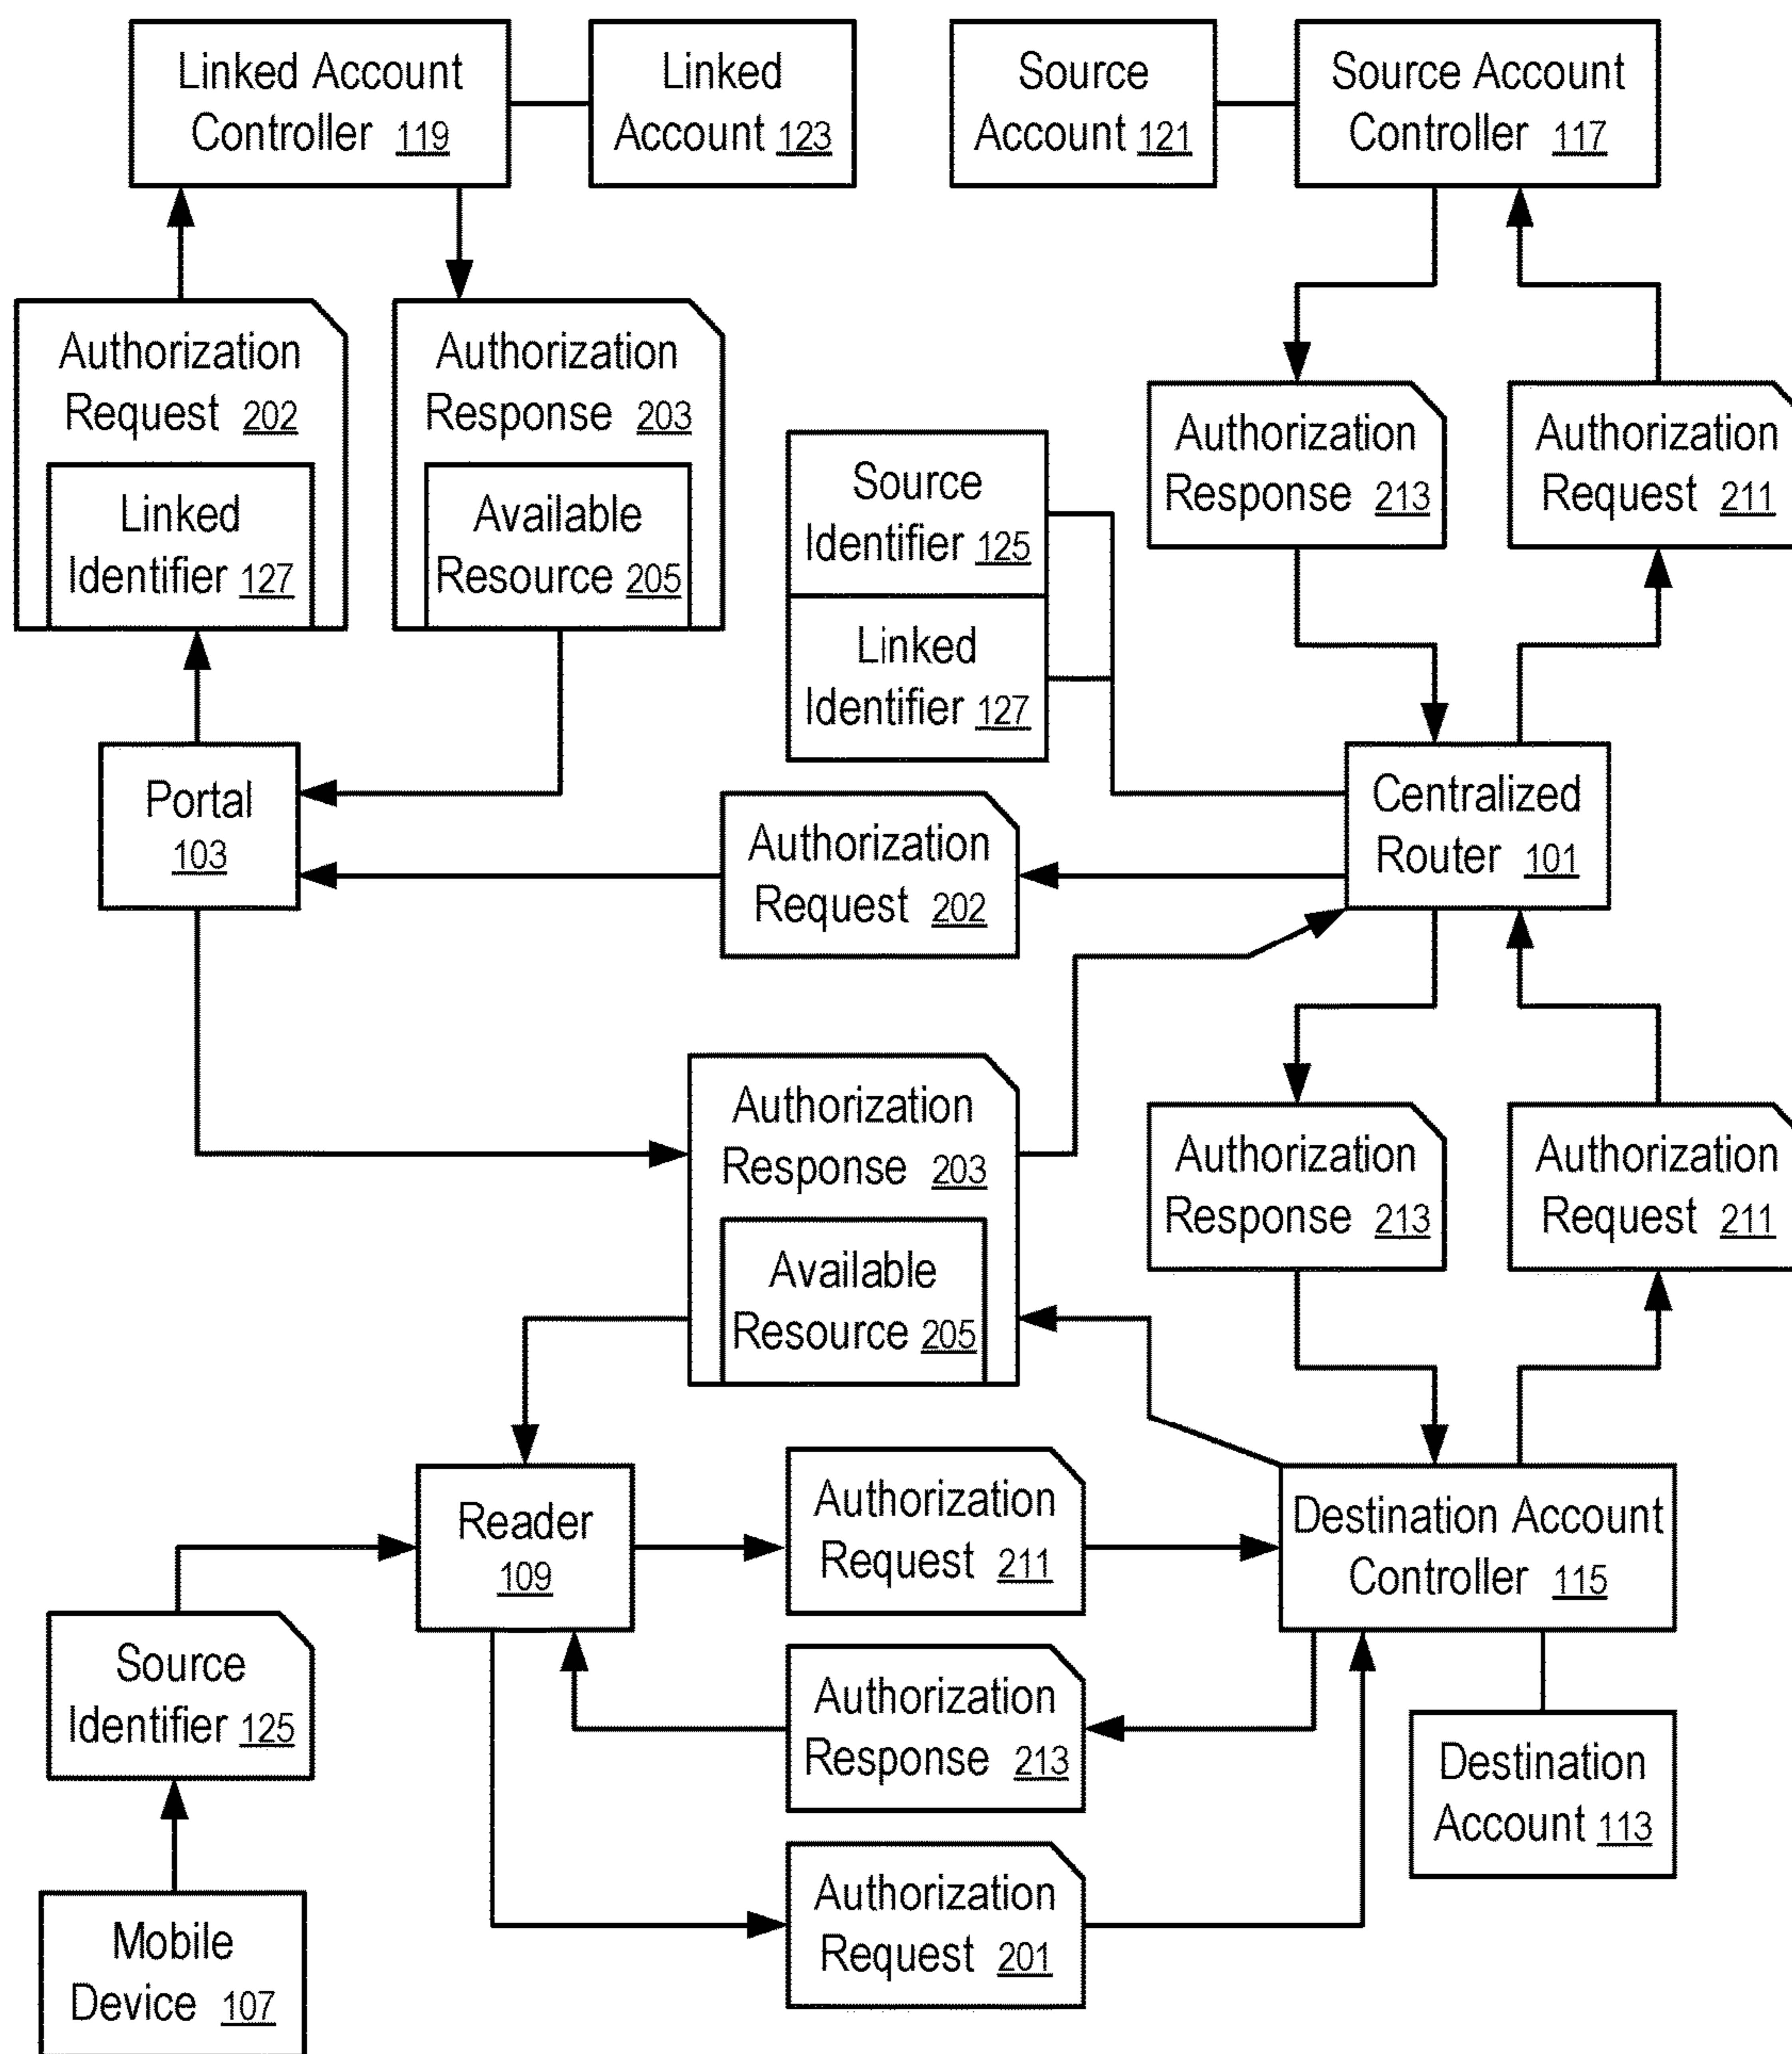 Linked Account
Controller 119
Linked
Account 123
Source
Account 121
Source Account
Controller 117
Authorization
Request 202
Linked
Identifier 127
Authorization
Response 203
Available
Resource 205
Source
Identifier 125
Linked
Identifier 127
Authorization
Response 213
Authorization
Request 211
Portal
103
Authorization
Request 202
Centralized
Router 101
Authorization
Response 203
Available
Resource 205
Authorization
Response 213
Authorization
Request 211
Reader
109
Authorization
Request 211
Destination Account
Controller 115
Source
Identifier 125
Authorization
Response 213
Destination
Account 113
Mobile
Device 107
Authorization
Request 201